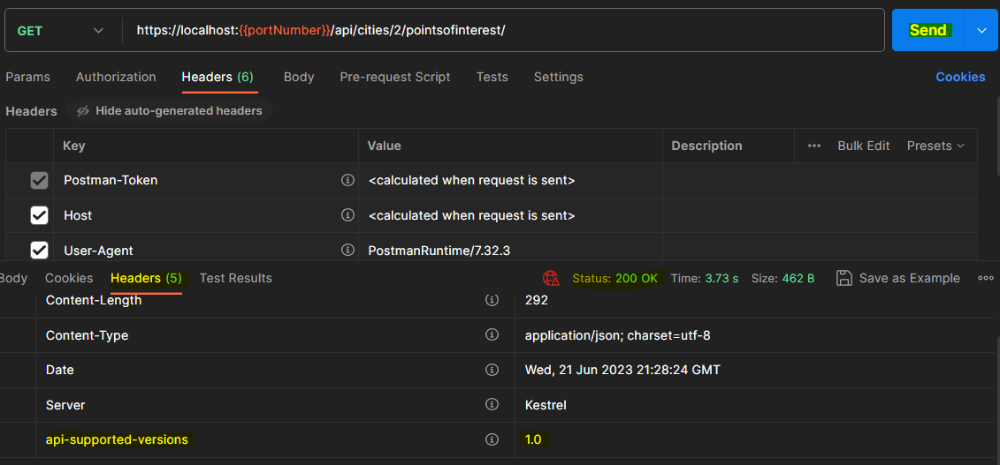 GET https://localhost:{{portNumber}}/api/cities/2/pointsofinterest/ Send
Params Authorization Headers (6) Body Pre-request Script Tests Settings Cookies
Headers Hide auto-generated headers
Key Value Description ••• Bulk Edit Presets
Postman-Token <calculated when request is sent>
Host <calculated when request is sent>
User-Agent PostmanRuntime/7.32.3
Body Cookies Headers (5) Test Results Status: 200 OK Time: 3.73 s Size: 462 B Save as Example •••
Content-Length 292
Content-Type application/json; charset=utf-8
Date Wed, 21 Jun 2023 21:28:24 GMT
Server Kestrel
api-supported-versions 1.0